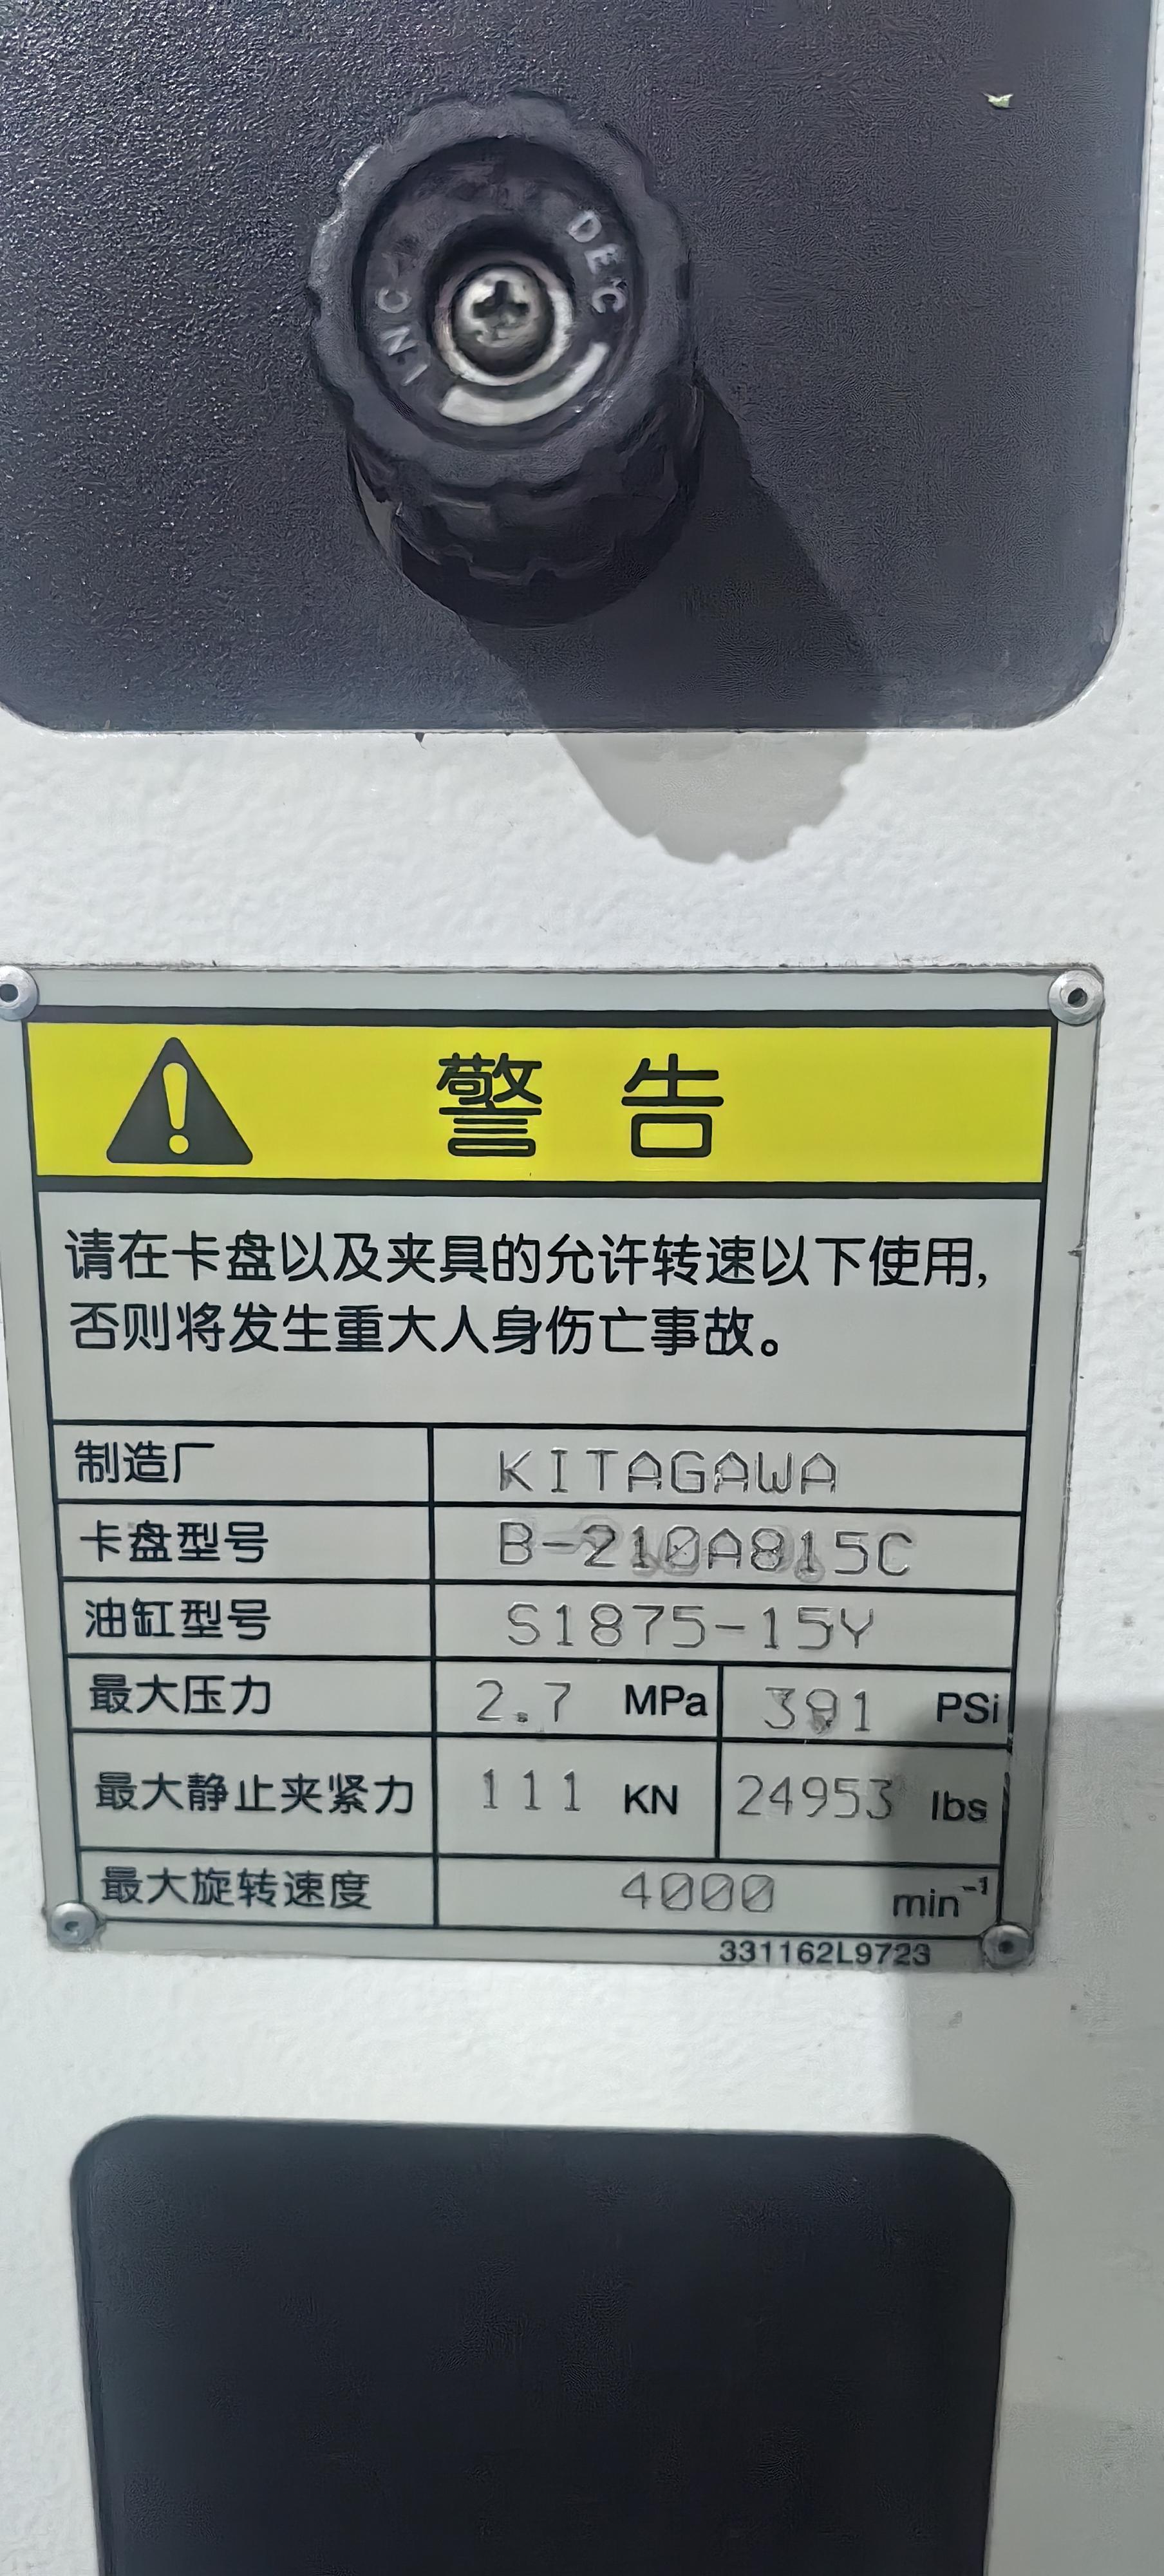 INC
DEC
警告
请在卡盘以及夹具的允许转速以下使用,
否则将发生重大人身伤亡事故。
制造厂 KITAGAWA
卡盘型号 B-210A815C
油缸型号 S1875-15Y
最大压力 2.7 MPa 391 PSi
最大静止夹紧力 111 KN 24953 lbs
最大旋转速度 4000 min⁻¹
331162L9723